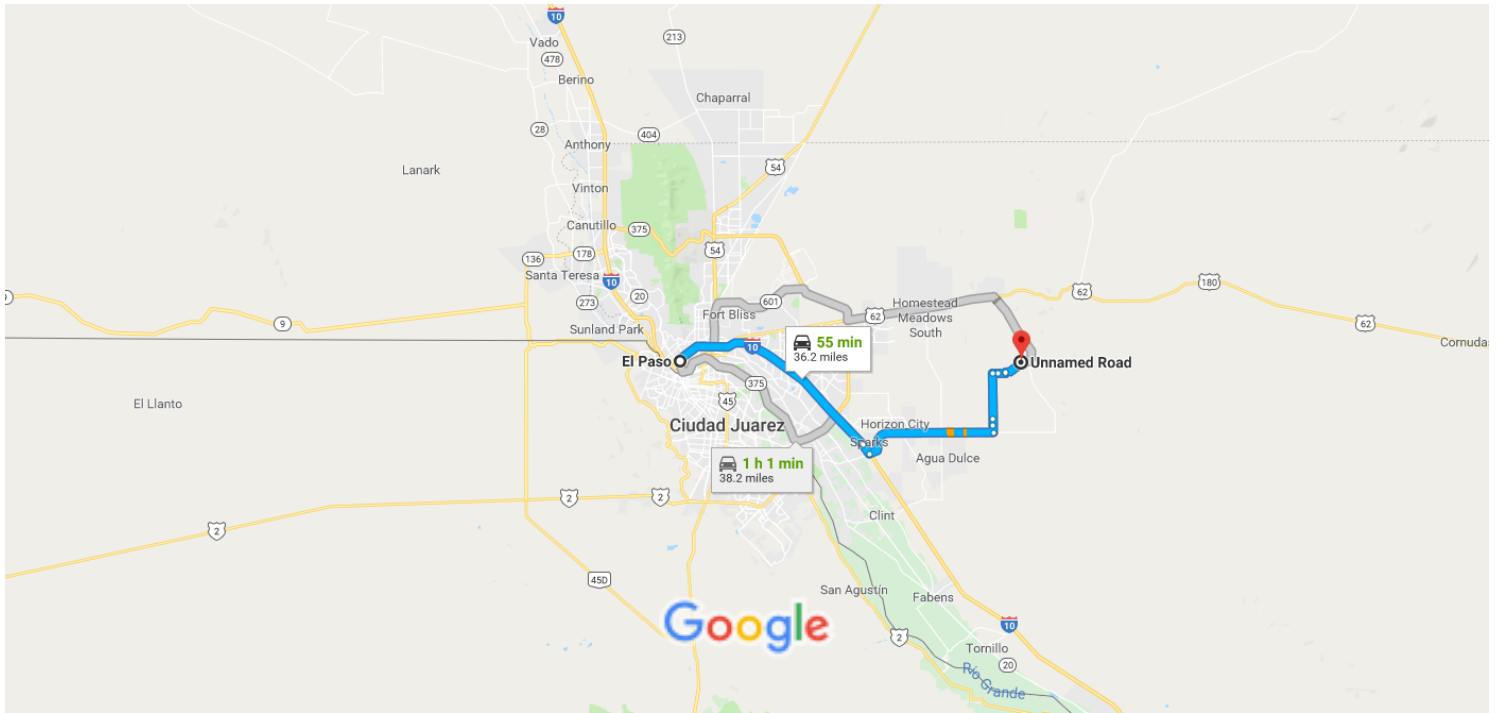 10
Vado
213
478
Berino
Chaparral
28
404
Anthony
54
Lanark
Vinton
Canutillo
375
54
136
178
Santa Teresa
10
180
62
273
20
601
Homestead
Meadows
South
9
Fort Bliss
62
62
Sunland Park
55 min
36.2 miles
10
Cornudas
El Paso
Unnamed Road
375
El Llanto
45
Ciudad Juarez
Horizon City
Sparks
1 h 1 min
38.2 miles
Agua Dulce
2
2
2
Clint
45D
San Agustín
Fabens
Google
10
2
Tornillo
20
Río Grande